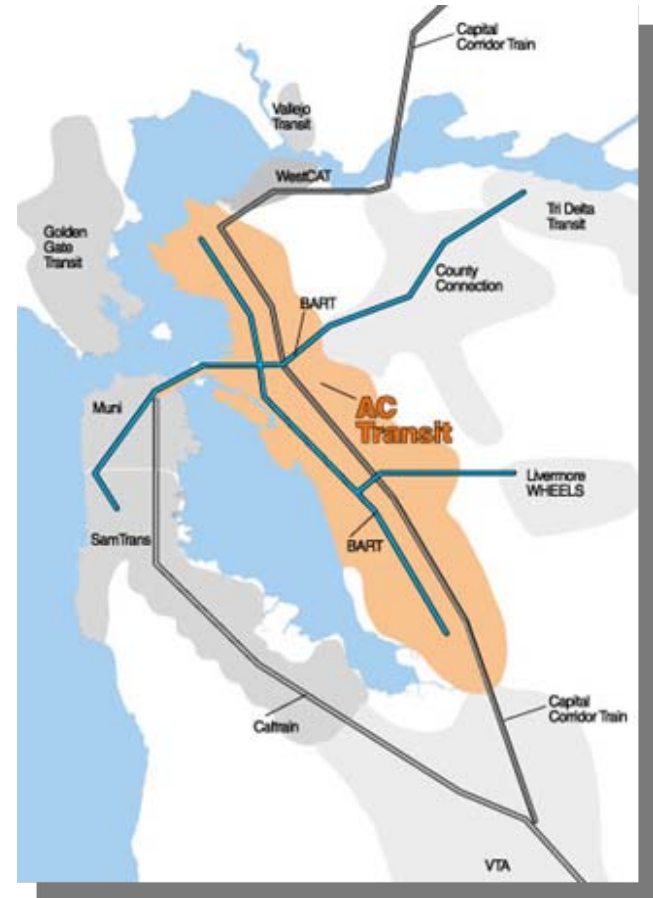 Capital
Corridor Train
Vallejo
Transit
WestCAT
Tri Delta
Transit
Golden
Gate
Transit
County
Connection
BART
Muni
AC
Transit
Livermore
WHEELS
SamTrans
BART
Capital
Corridor Train
Caltrain
VTA